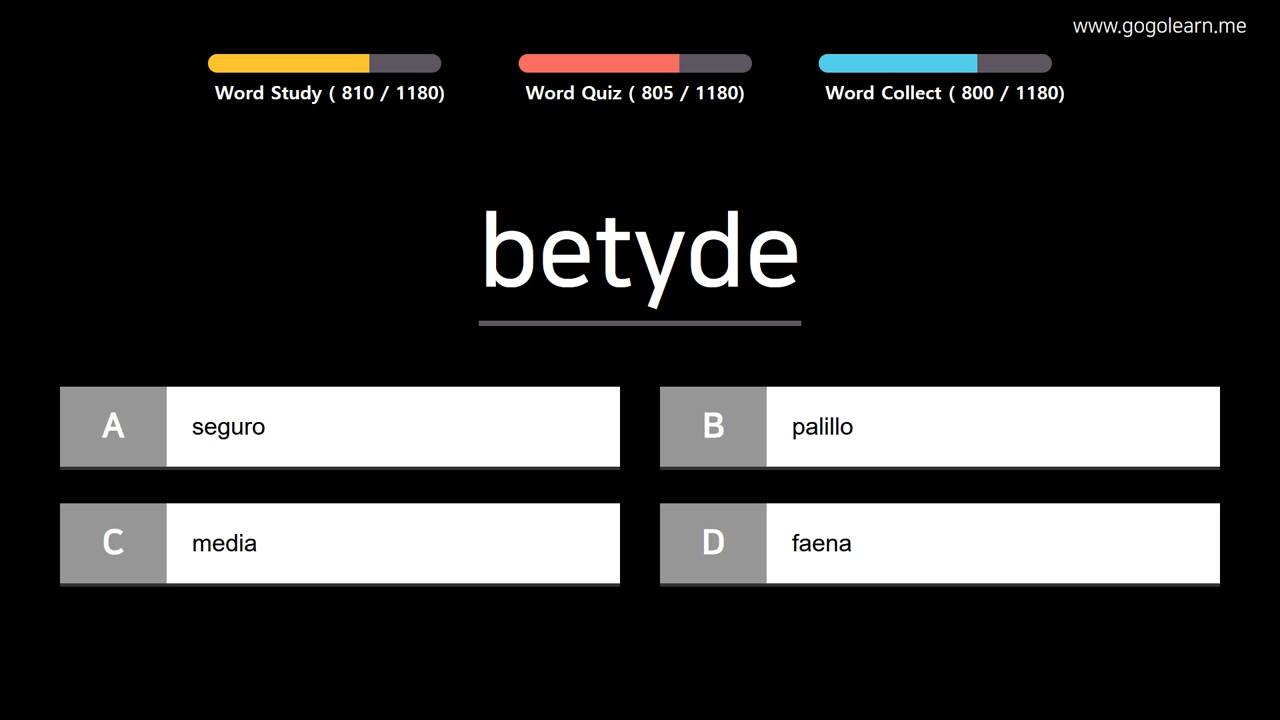 www.gogolearn.me
Word Study ( 810 / 1180)
Word Quiz ( 805 / 1180)
Word Collect ( 800 / 1180)
betyde
A seguro
B palillo
C media
D faena